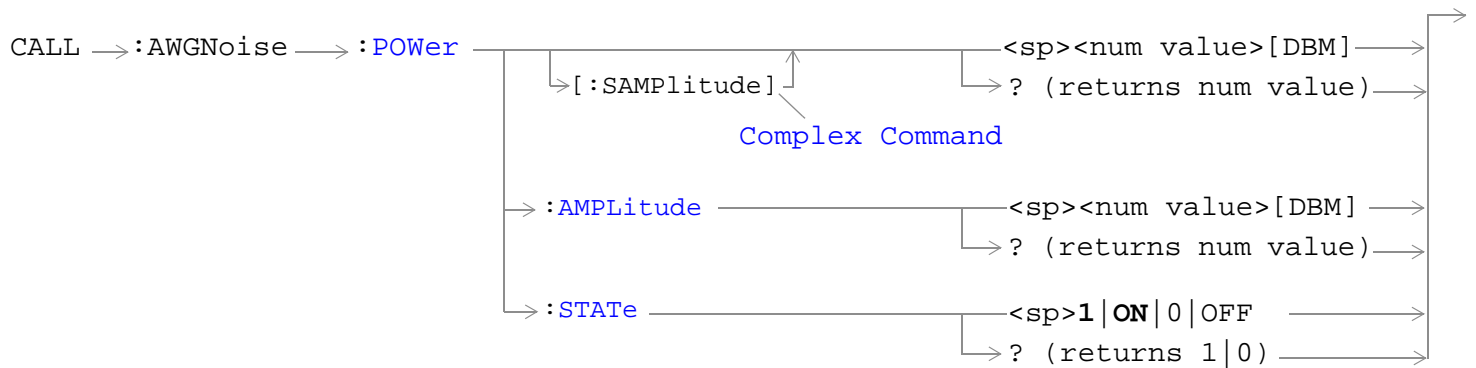 CALL :AWGNoise :POWer <sp><num value>[DBM]
[:SAMPlitude] ? (returns num value)
Complex Command
:AMPLitude <sp><num value>[DBM]
? (returns num value)
:STATe <sp>1|ON|0|OFF
? (returns 1|0)